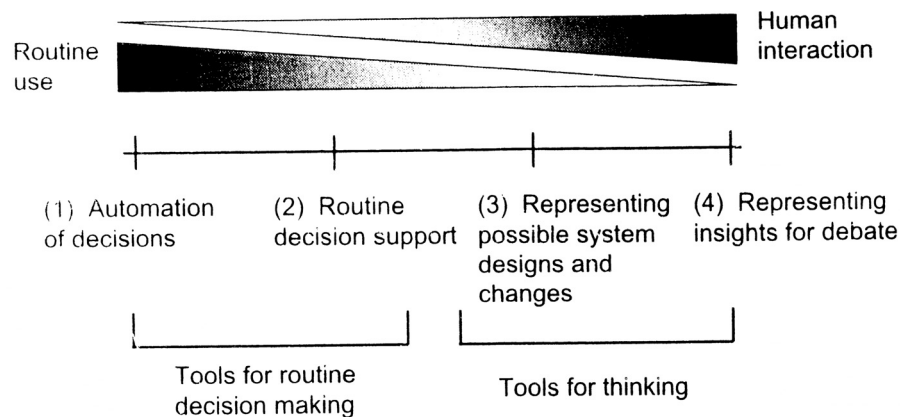 Human
interaction
Routine
use
(1) Automation
of decisions
(2) Routine
decision support
(3) Representing
possible system
designs and
changes
(4) Representing
insights for debate
Tools for routine
decision making
Tools for thinking